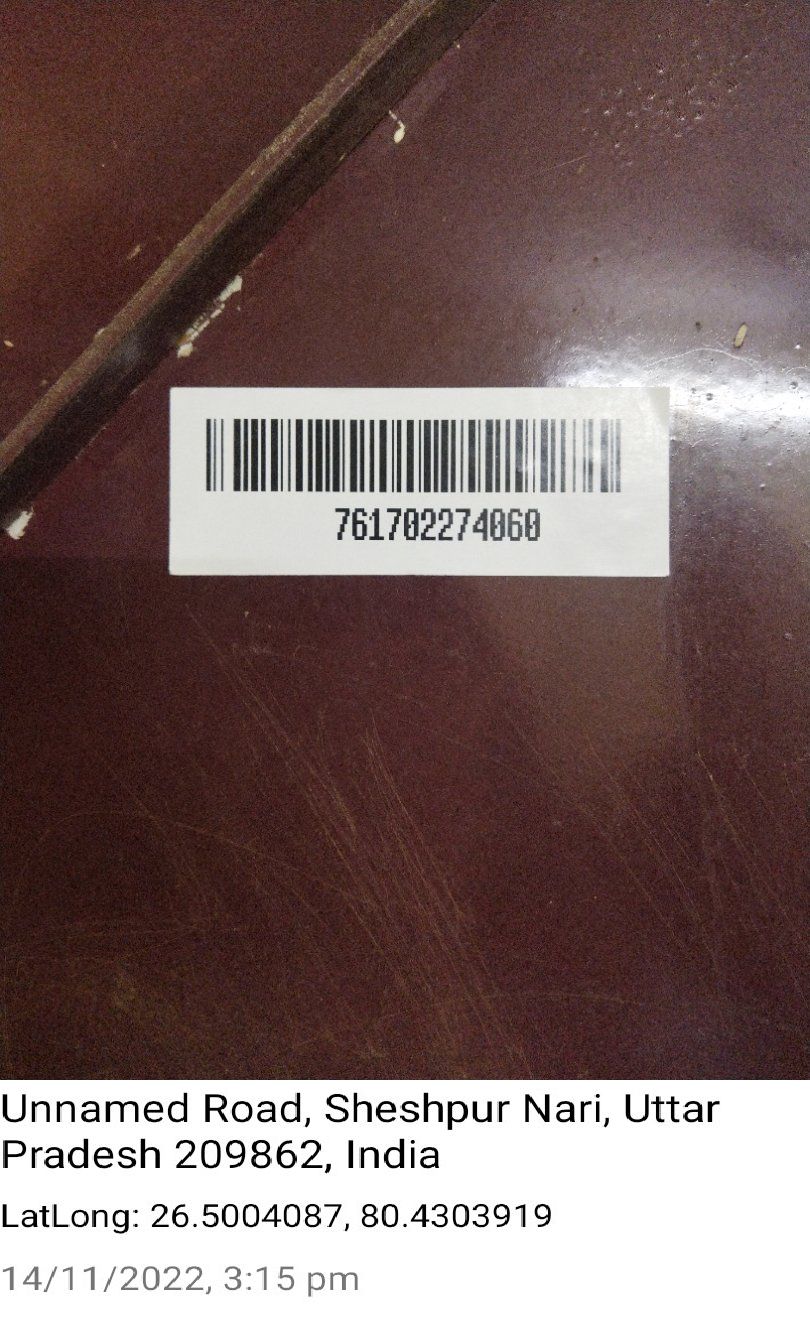 761702274060
Unnamed Road, Sheshpur Nari, Uttar
Pradesh 209862, India
LatLong: 26.5004087, 80.4303919
14/11/2022, 3:15 pm